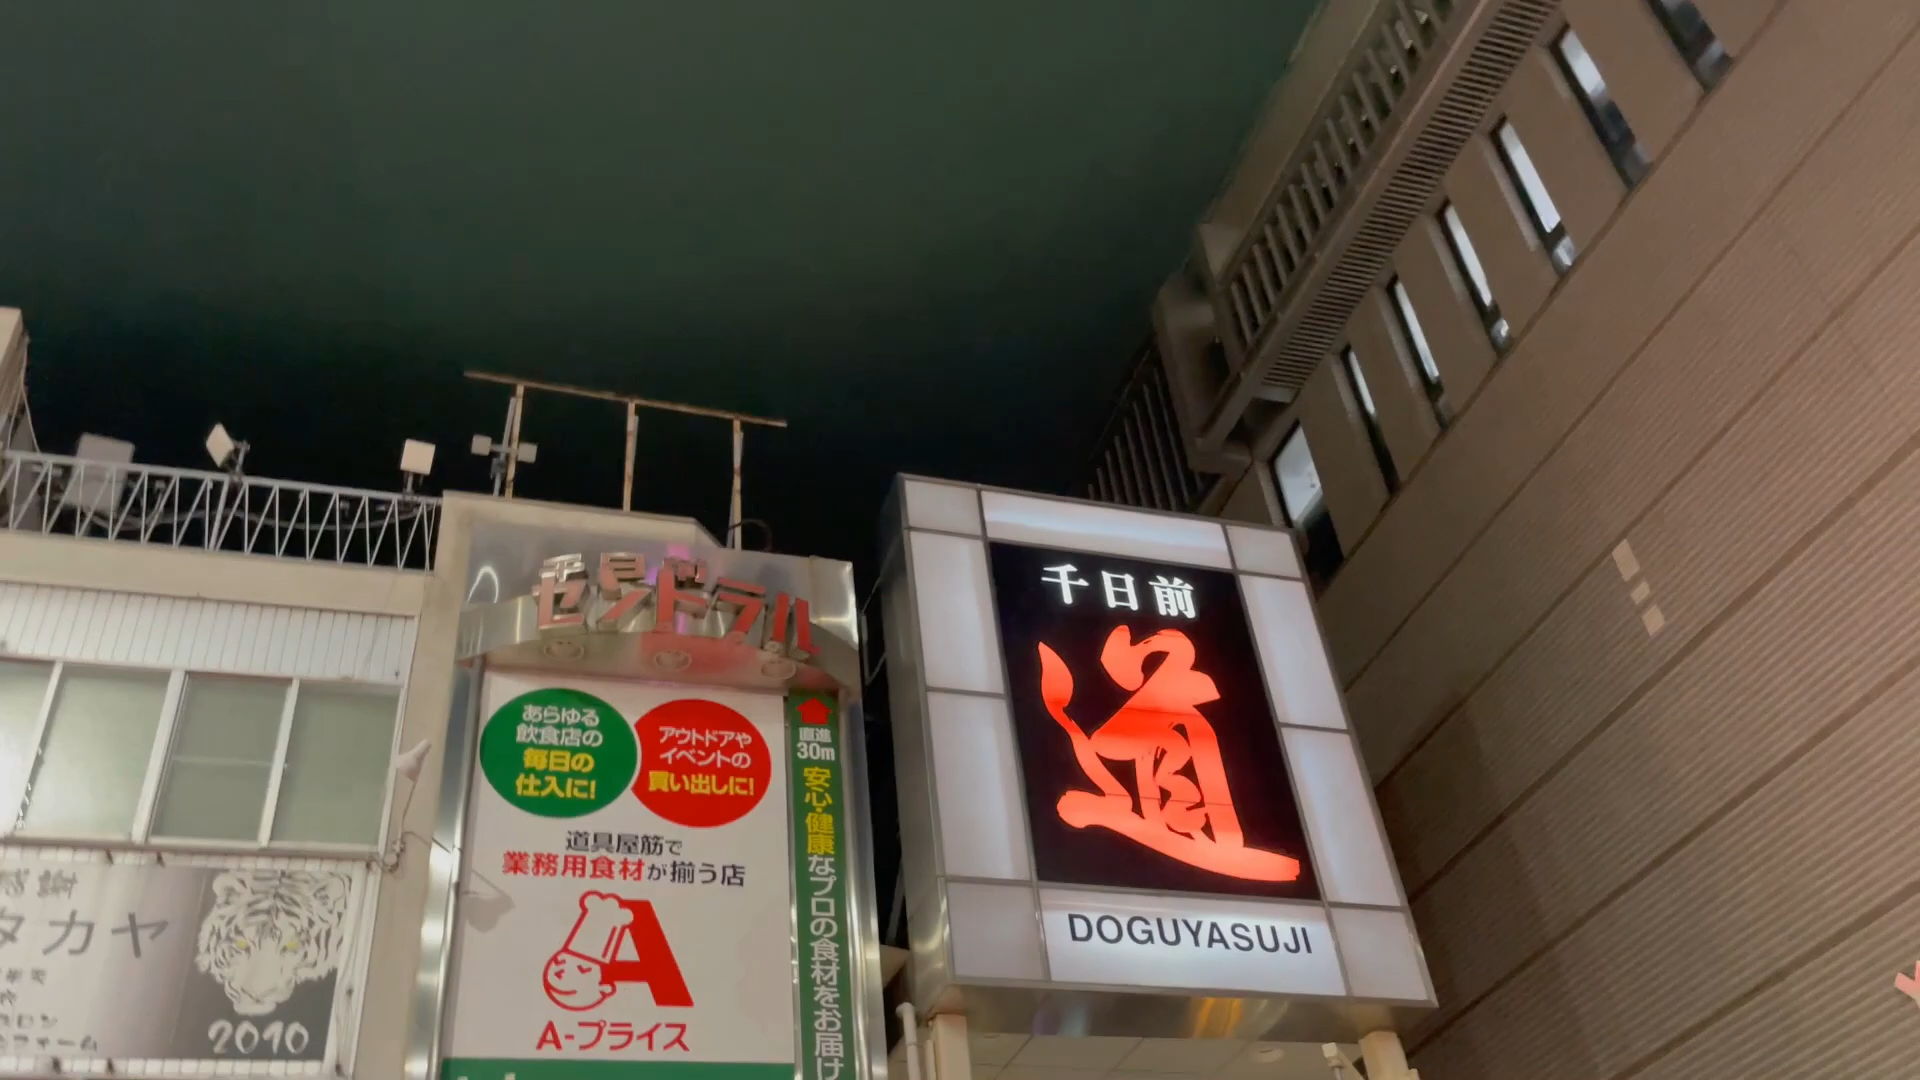 千日前
セントラル
あらゆる
飲食店の
毎日の
仕入に!
アウトドアや
イベントの
買い出しに!
道具屋筋で
業務用食材が揃う店
A
A-プライス
直進
30m
安心・健康なプロの食材をお届け
千日前
道
DOGUYASUJI
タカヤ
2010